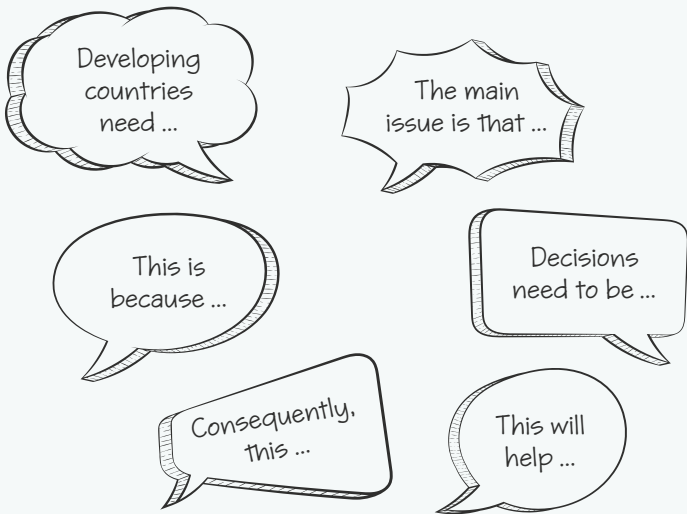 Developing
countries
need ...
The main
issue is that ...
This is
because ...
Decisions
need to be ...
Consequently,
this ...
This will
help ...